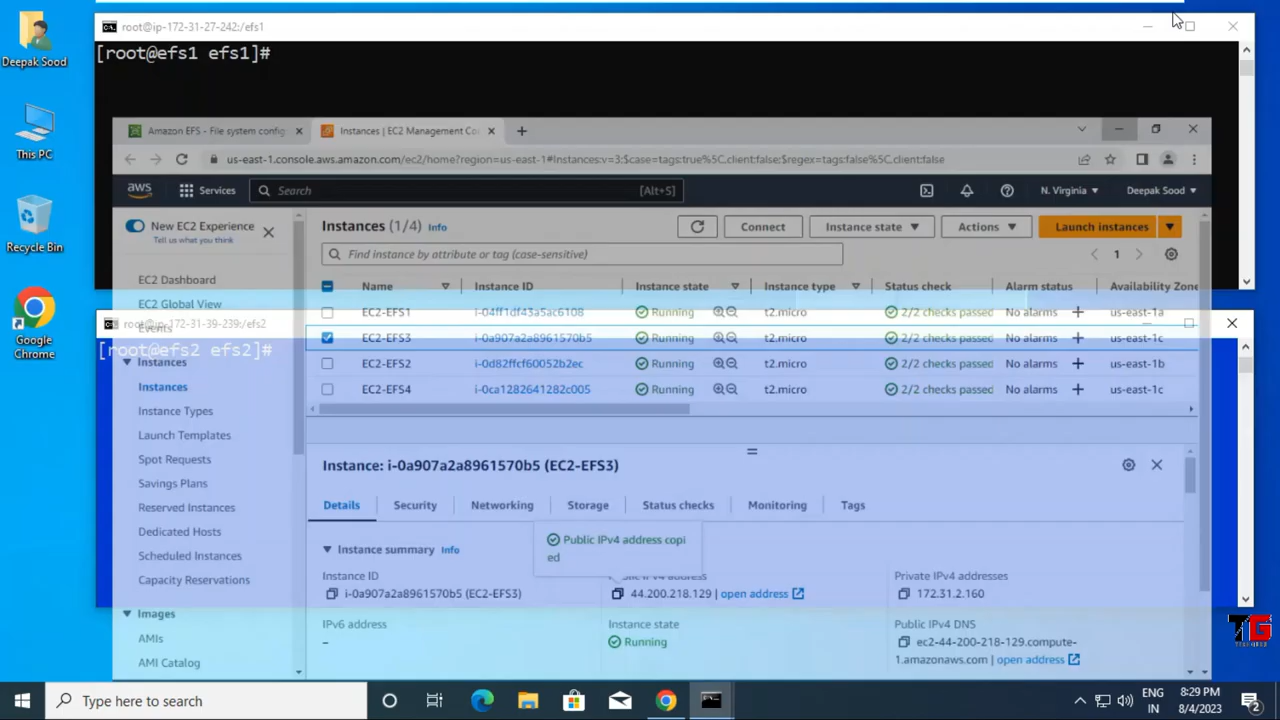 Deepak Sood
This PC
Recycle Bin
Google
Chrome
root@ip-172-31-27-242:/efs1
[root@efs1 efs1]#
Amazon EFS - File system config
Instances | EC2 Management Co
us-east-1.console.aws.amazon.com/ec2/home?region=us-east-1#Instances:v=3;$case=tags:true%5C,client:false;$regex=tags:false%5C,client:false
aws
Services
Search
[Alt+S]
N. Virginia
Deepak Sood
New EC2 Experience
Tell us what you think
EC2 Dashboard
EC2 Global View
Events
Instances
Instances
Instance Types
Launch Templates
Spot Requests
Savings Plans
Reserved Instances
Dedicated Hosts
Scheduled Instances
Capacity Reservations
Images
AMIs
AMI Catalog
Instances (1/4) Info
Connect
Instance state
Actions
Launch instances
Find instance by attribute or tag (case-sensitive)
1
Name Instance ID Instance state Instance type Status check Alarm status Availability Zone
EC2-EFS1 i-04ff1df43a5ac6108 Running t2.micro 2/2 checks passed No alarms + us-east-1a
EC2-EFS3 i-0a907a2a8961570b5 Running t2.micro 2/2 checks passed No alarms + us-east-1c
EC2-EFS2 i-0d82ffcf60052b2ec Running t2.micro 2/2 checks passed No alarms + us-east-1b
EC2-EFS4 i-0ca1282641282c005 Running t2.micro 2/2 checks passed No alarms + us-east-1c
root@ip-172-31-39-239:/efs2
[root@efs2 efs2]#
Instance: i-0a907a2a8961570b5 (EC2-EFS3)
Details
Security
Networking
Storage
Status checks
Monitoring
Tags
Public IPv4 address copi
ed
Instance summary Info
Instance ID
i-0a907a2a8961570b5 (EC2-EFS3)
Public IPv4 address
44.200.218.129 | open address
Private IPv4 addresses
172.31.2.160
IPv6 address
–
Instance state
Running
Public IPv4 DNS
ec2-44-200-218-129.compute-
1.amazonaws.com | open address
TG
Type here to search
ENG
IN
8:29 PM
8/4/2023
2